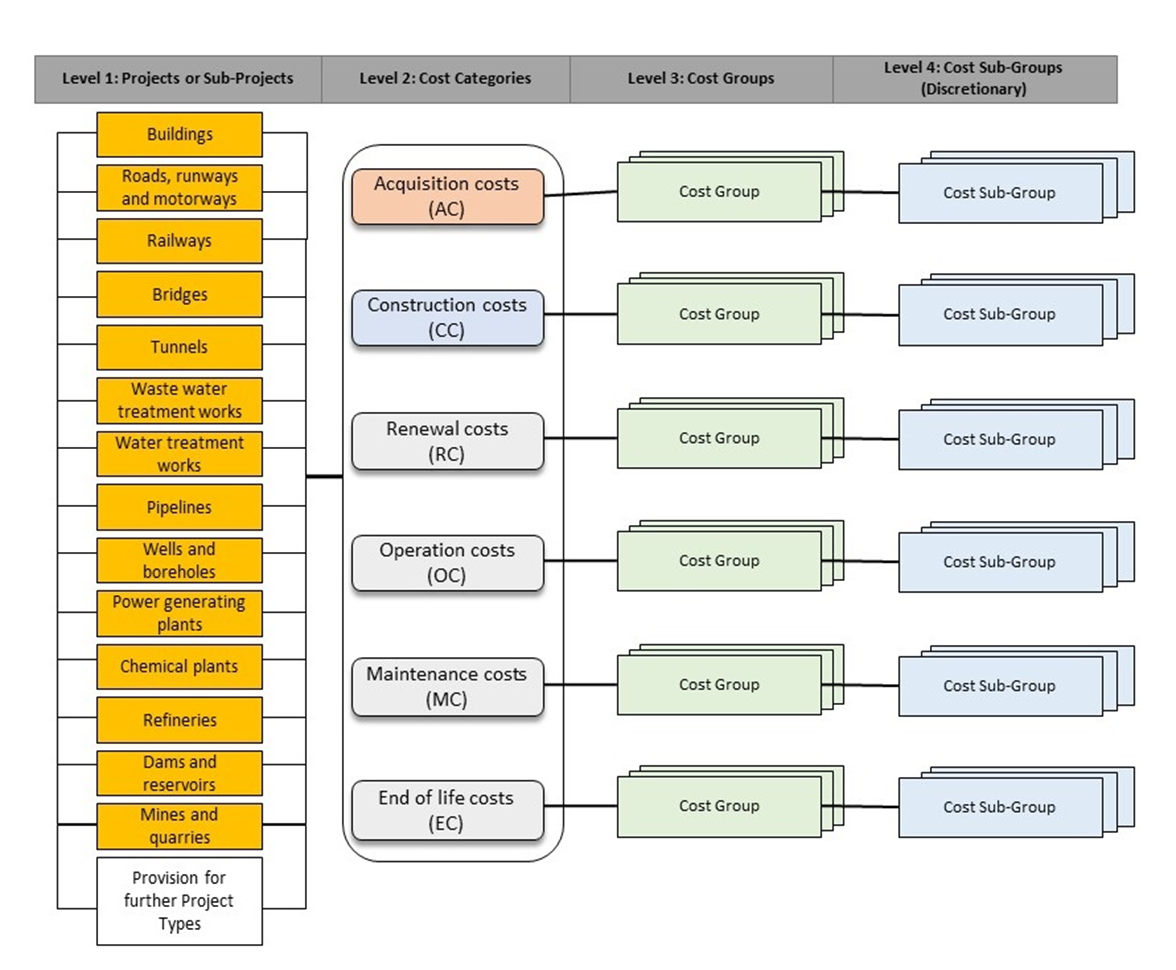 Level 1: Projects or Sub-Projects
Level 2: Cost Categories
Level 3: Cost Groups
Level 4: Cost Sub-Groups
(Discretionary)
Buildings
Roads, runways
and motorways
Railways
Bridges
Tunnels
Waste water
treatment works
Water treatment
works
Pipelines
Wells and
boreholes
Power generating
plants
Chemical plants
Refineries
Dams and
reservoirs
Mines and
quarries
Provision for
further Project
Types
Acquisition costs
(AC)
Construction costs
(CC)
Renewal costs
(RC)
Operation costs
(OC)
Maintenance costs
(MC)
End of life costs
(EC)
Cost Group
Cost Group
Cost Group
Cost Group
Cost Group
Cost Group
Cost Sub-Group
Cost Sub-Group
Cost Sub-Group
Cost Sub-Group
Cost Sub-Group
Cost Sub-Group